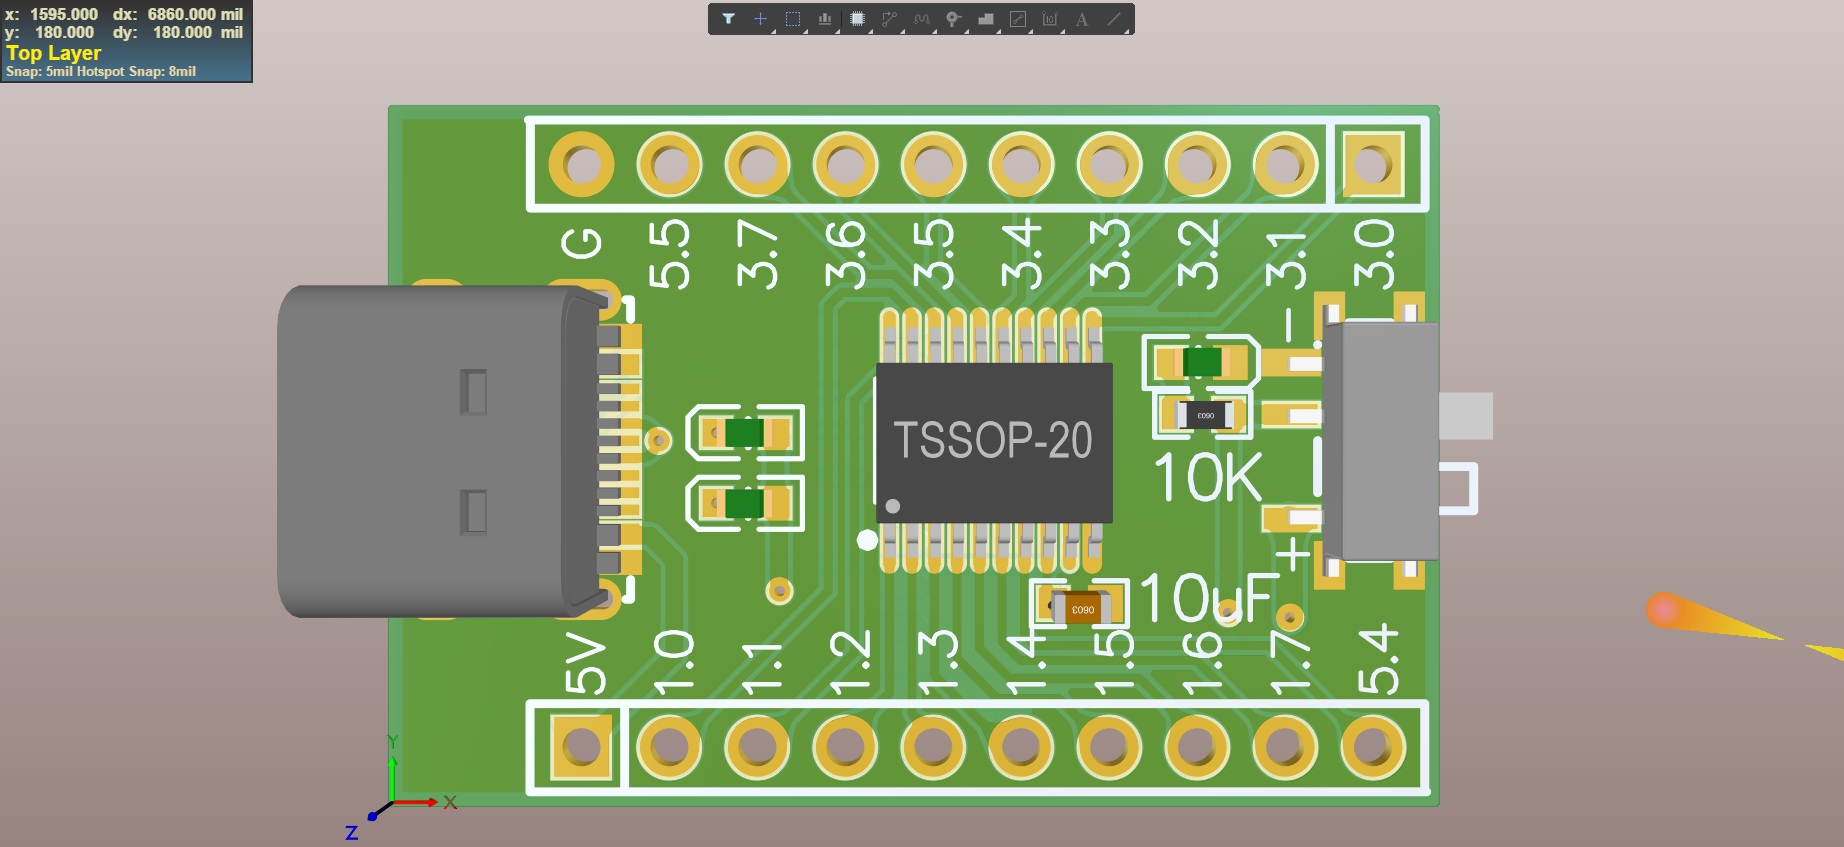 x: 1595.000 dx: 6860.000 mil
y: 180.000 dy: 180.000 mil
Top Layer
Snap: 5mil Hotspot Snap: 8mil
A
G 5.5 3.7 3.6 3.5 3.4 3.3 3.2 3.1 3.0
-
0603
TSSOP-20
10K
+
0603
10uF
5V 1.0 1.1 1.2 1.3 1.4 1.5 1.6 1.7 5.4
Y
X
Z